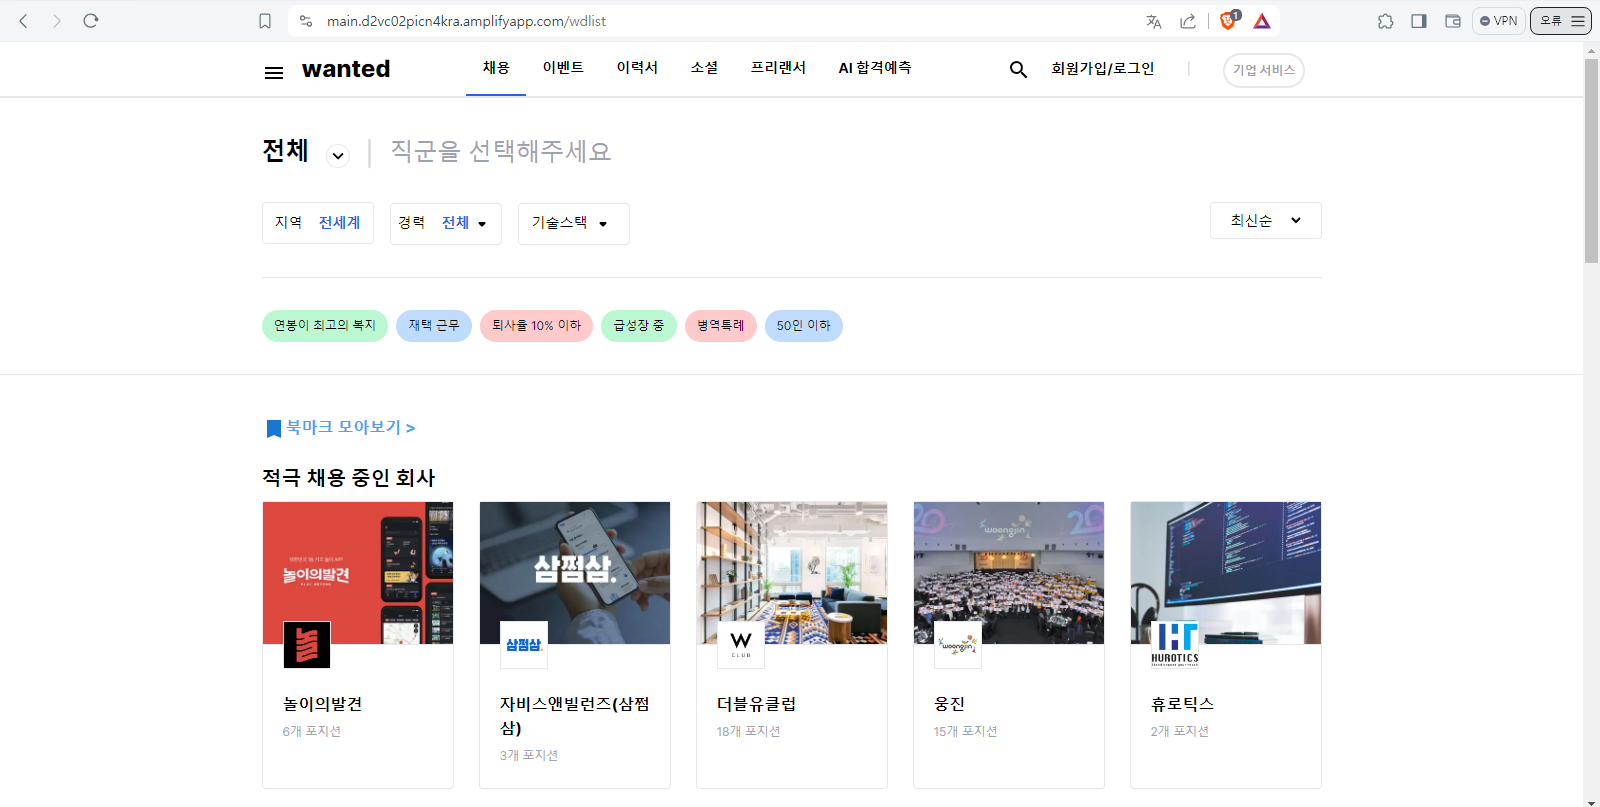 main.d2vc02picn4kra.amplifyapp.com/wdlist
1
VPN
오류
wanted
채용
이벤트
이력서
소셜
프리랜서
AI 합격예측
회원가입/로그인
기업 서비스
전체
직군을 선택해주세요
지역 전세계
경력 전체
기술스택
최신순
연봉이 최고의 복지
재택 근무
퇴사율 10% 이하
급성장 중
병역특례
50인 이하
북마크 모아보기 >
적극 채용 중인 회사
놀이의발견
삼쩜삼.
woongjin
20
삼쩜삼.
W
CLUB
woongjin
HUROTICS
놀이의발견
6개 포지션
자비스앤빌런즈(삼쩜
삼)
3개 포지션
더블유클럽
18개 포지션
웅진
15개 포지션
휴로틱스
2개 포지션